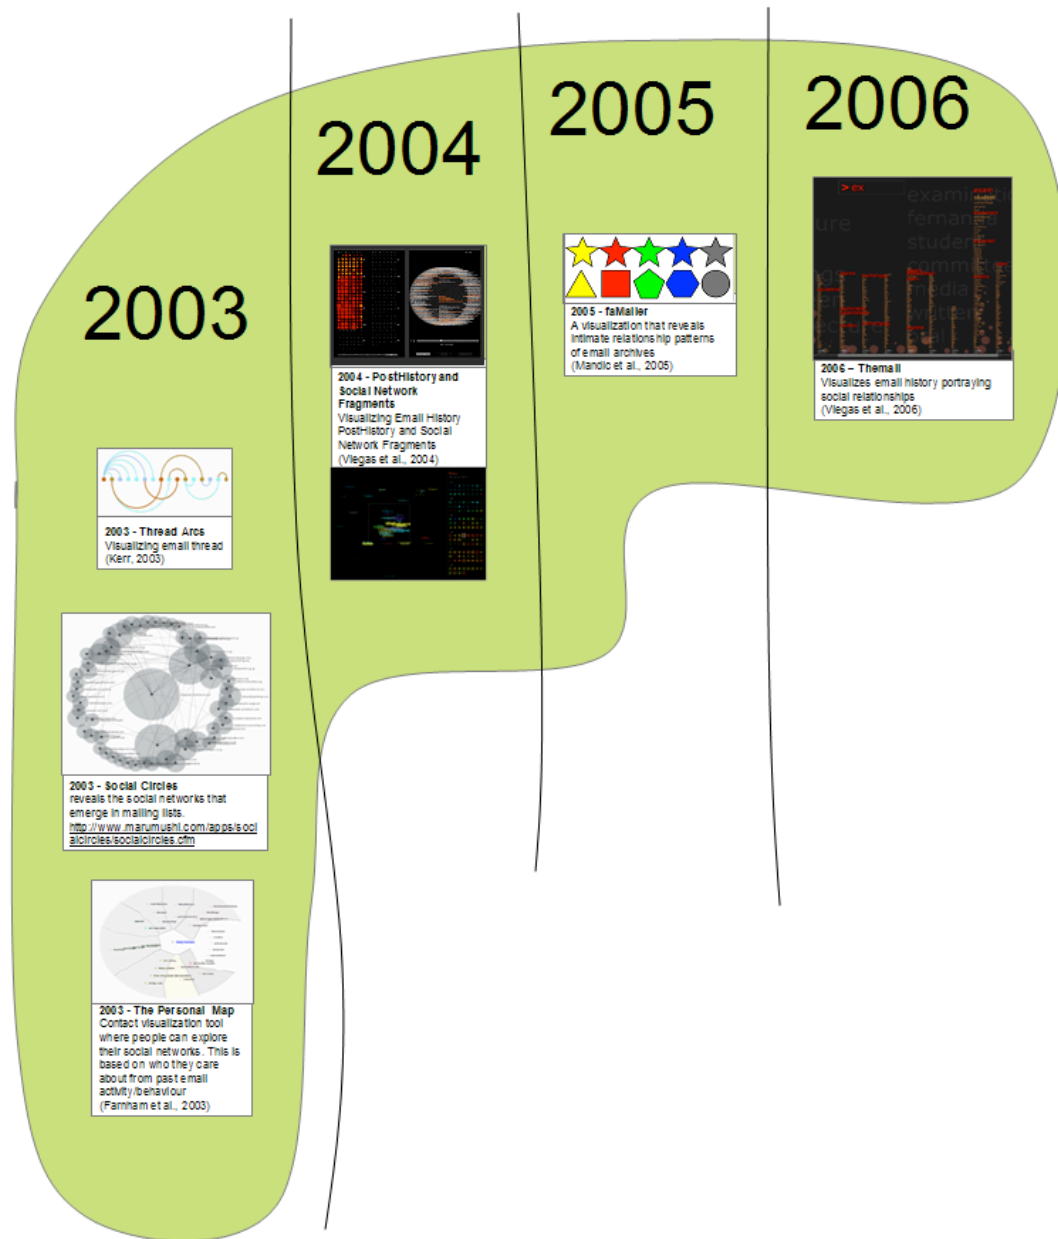 2003
2003 - Thread Arcs
Visualizing email thread
(Kerr, 2003)
2003 - Social Circles
reveals the social networks that
emerge in mailing lists.
http://www.marumushi.com/apps/soci
alcircles/socialcircles.cfm
2003 - The Personal Map
Contact visualization tool
where people can explore
their social networks. This is
based on who they care
about from past email
activity/behaviour
(Farnham et al., 2003)
2004
2004 - PostHistory and
Social Network
Fragments
Visualizing Email History
PostHistory and Social
Network Fragments
(Viegas et al., 2004)
2005
2005 - faMailer
A visualization that reveals
intimate relationship patterns
of email archives
(Mandic et al., 2005)
2006
> ex
fernanda
student
media
written
2006 – Themail
Visualizes email history portraying
social relationships
(Viegas et al., 2006)